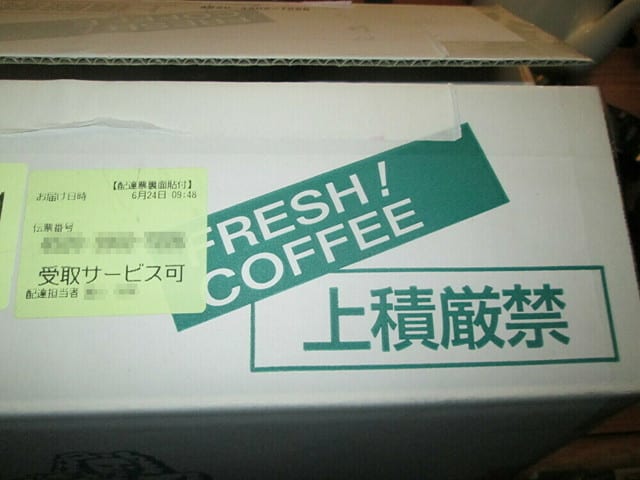 【配達票裏面貼付】
お届け日時
6月24日 09:48
伝票番号
受取サービス可
配達担当者
FRESH!
COFFEE
上積厳禁